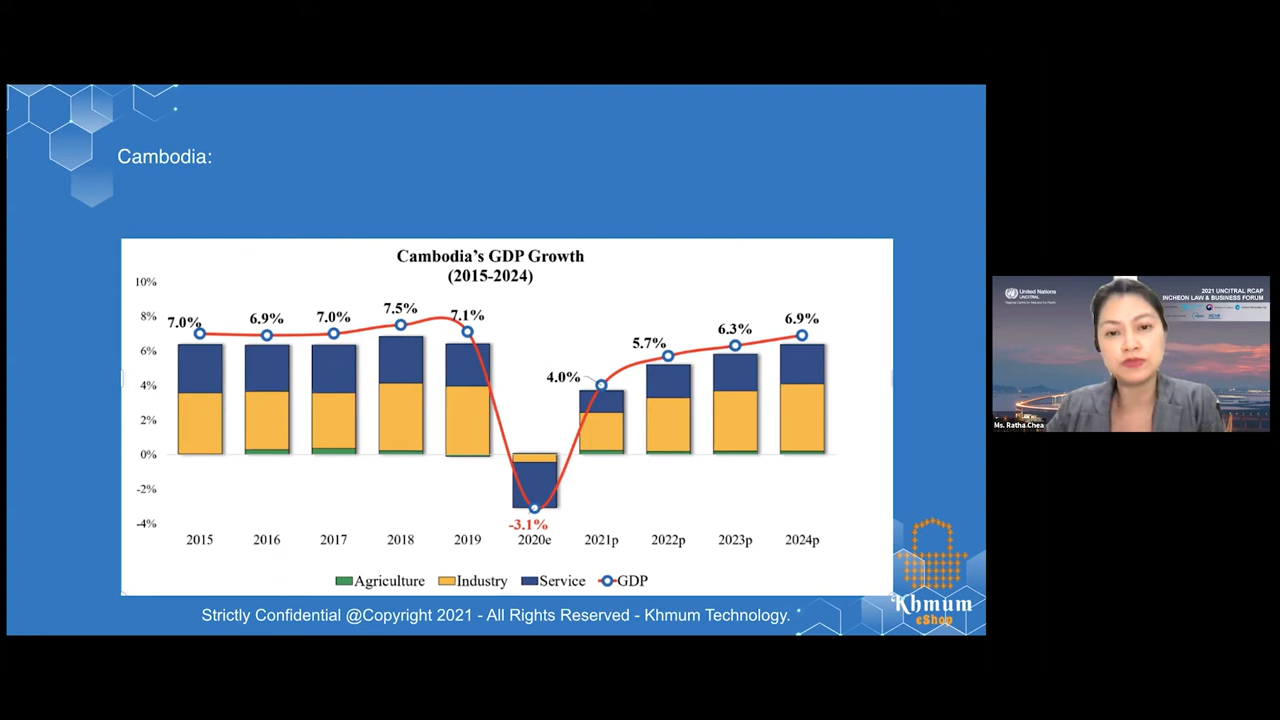 Cambodia:
Cambodia's GDP Growth
(2015-2024)
10%
8%
6%
4%
2%
0%
-2%
-4%
7.0%
6.9%
7.0%
7.5%
7.1%
-3.1%
4.0%
5.7%
6.3%
6.9%
2015 2016 2017 2018 2019 2020e 2021p 2022p 2023p 2024p
Agriculture Industry Service GDP
Strictly Confidential @Copyright 2021 - All Rights Reserved - Khmum Technology.
Khmum
eShop
United Nations
UNCITRAL
2021 UNCITRAL RCAP
INCHEON LAW & BUSINESS FORUM
Ms. Ratha Chea